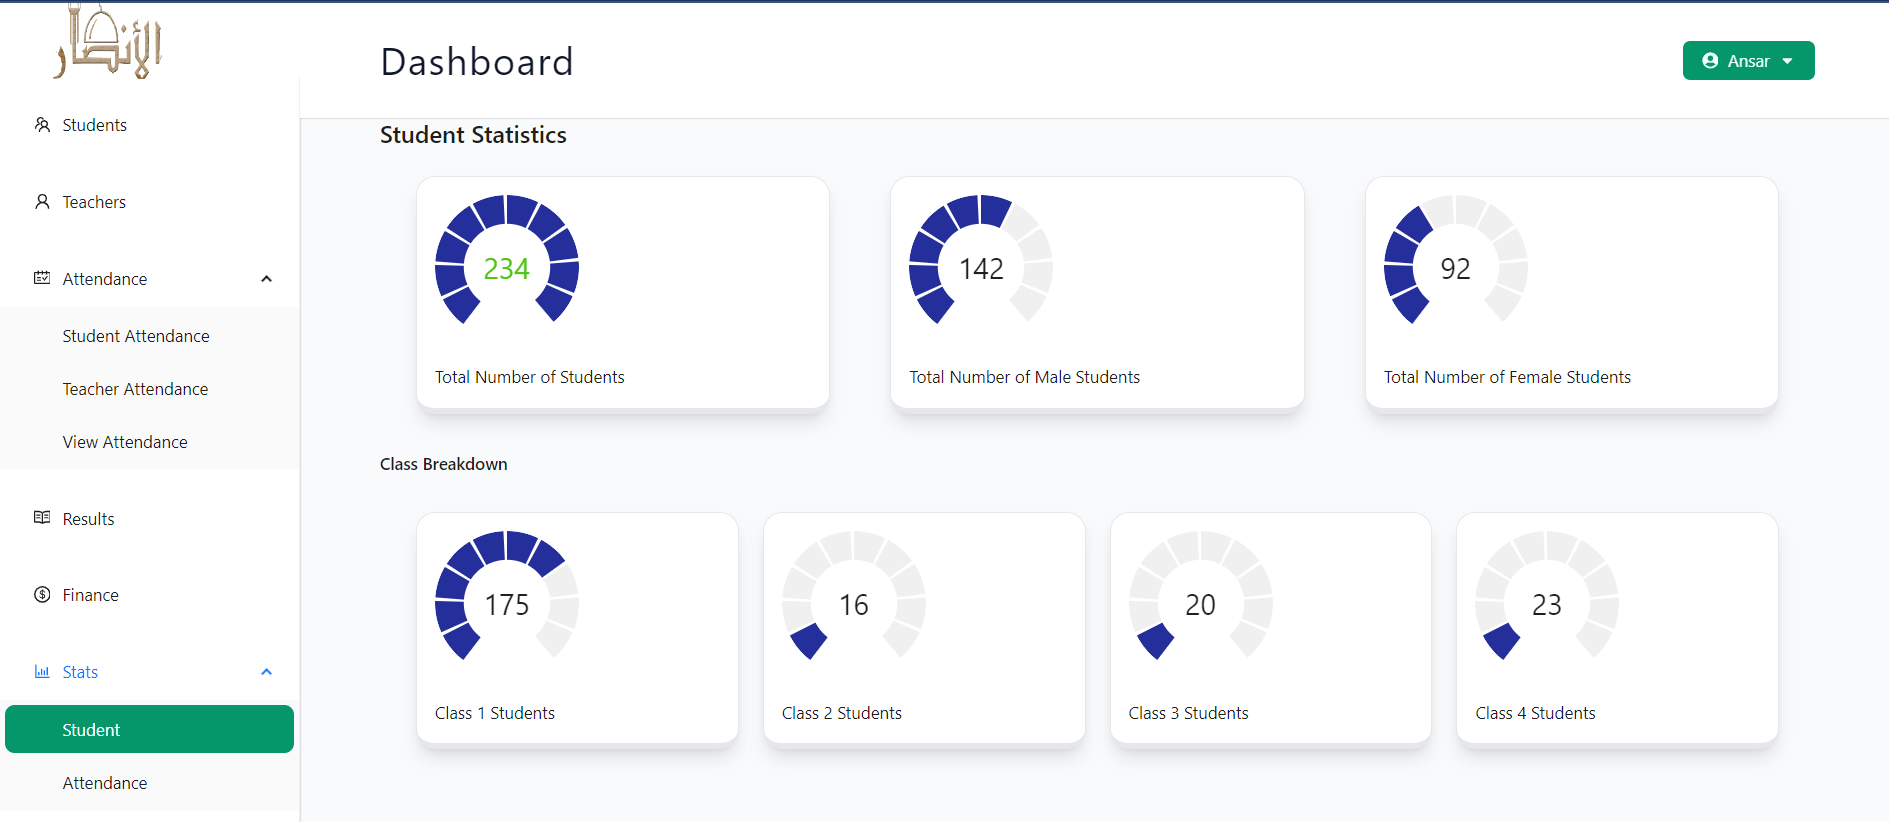 الأنصار
Dashboard
Ansar
Students
Teachers
Attendance
Student Attendance
Teacher Attendance
View Attendance
Results
Finance
Stats
Student
Attendance
Student Statistics
234
Total Number of Students
142
Total Number of Male Students
92
Total Number of Female Students
Class Breakdown
175
Class 1 Students
16
Class 2 Students
20
Class 3 Students
23
Class 4 Students